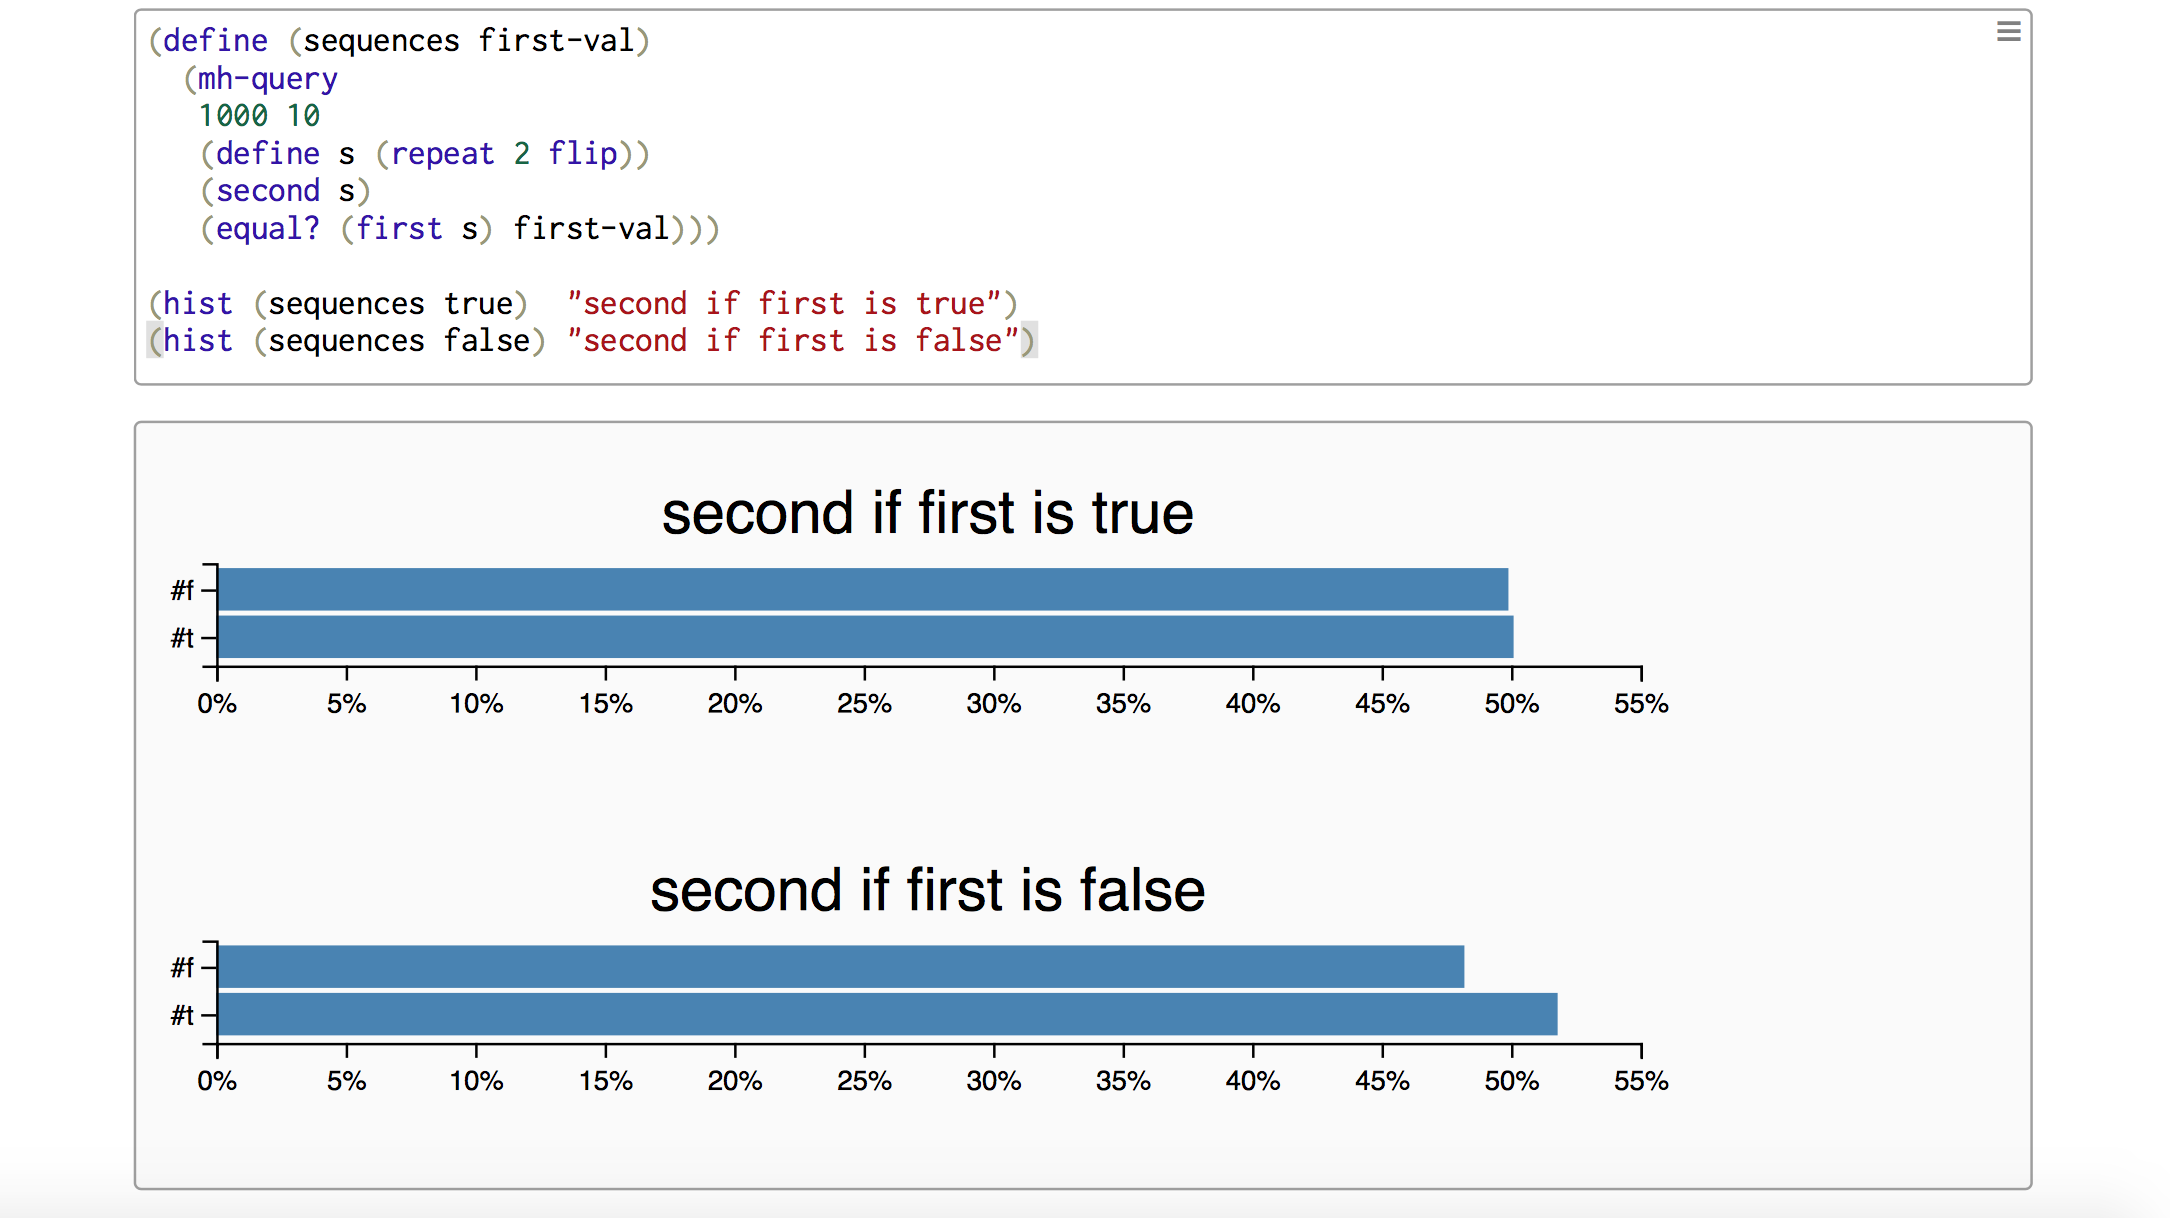 (define (sequences first-val)
(mh-query
1000 10
(define s (repeat 2 flip))
(second s)
(equal? (first s) first-val)))
(hist (sequences true) "second if first is true")
(hist (sequences false) "second if first is false")
second if first is true
#f
#t
0% 5% 10% 15% 20% 25% 30% 35% 40% 45% 50% 55%
second if first is false
#f
#t
0% 5% 10% 15% 20% 25% 30% 35% 40% 45% 50% 55%